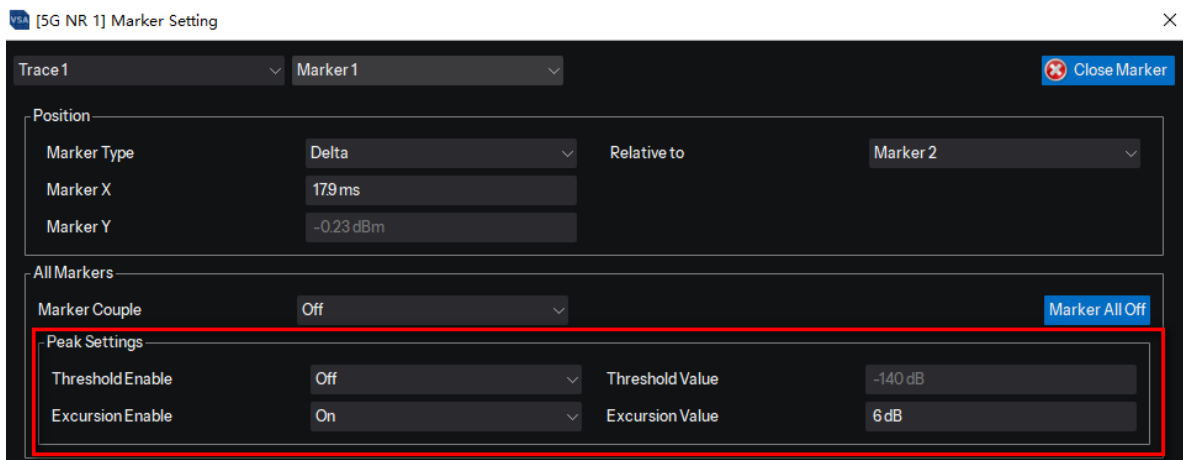 VSA [5G NR 1] Marker Setting
Trace 1 Marker 1 Close Marker
Position
Marker Type Delta Relative to Marker 2
Marker X 17.9 ms
Marker Y -0.23 dBm
All Markers
Marker Couple Off Marker All Off
Peak Settings
Threshold Enable Off Threshold Value -140 dB
Excursion Enable On Excursion Value 6 dB